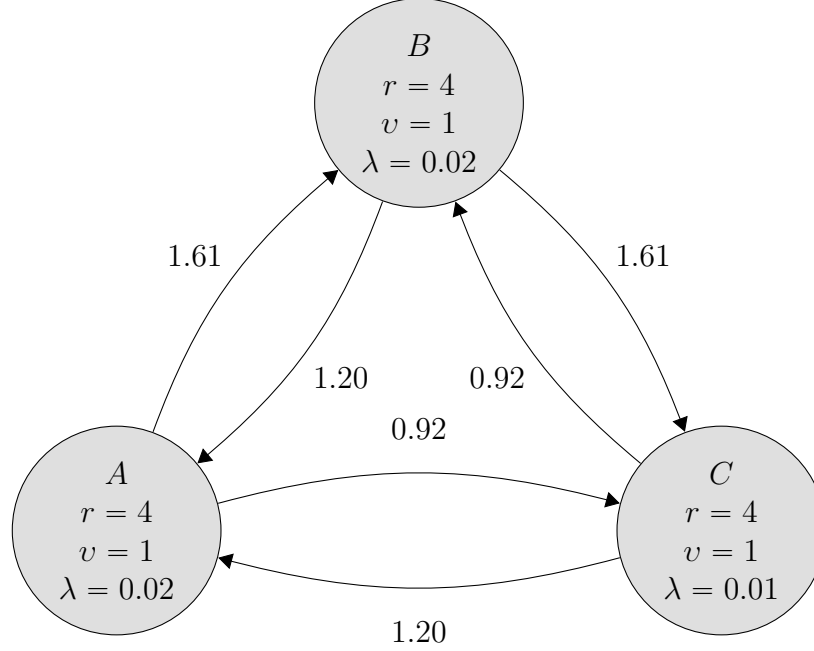 B
r = 4
υ = 1
λ = 0.02
1.61
1.61
1.20
0.92
0.92
A
r = 4
υ = 1
λ = 0.02
C
r = 4
υ = 1
λ = 0.01
1.20